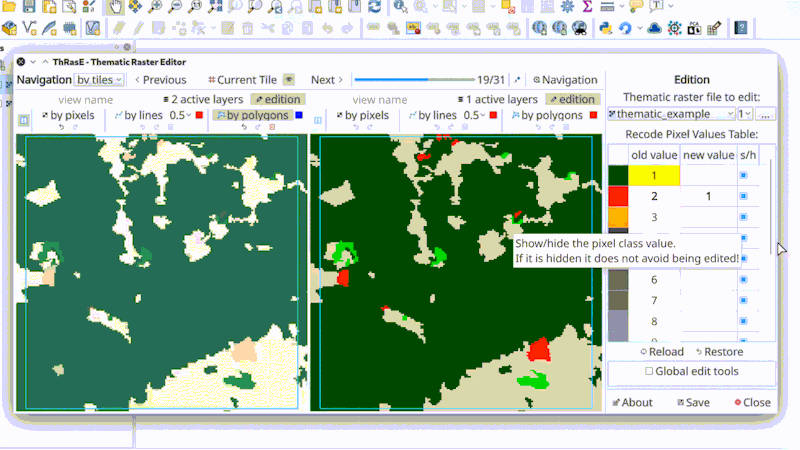 ThRasE - Thematic Raster Editor
Navigation by tiles Previous Current Tile Next 19/31 Navigation
view name 2 active layers edition
by pixels by lines 0.5 by polygons
view name 1 active layers edition
by pixels by lines 0.5 by polygons
Edition
Thematic raster file to edit:
thematic_example 1 ...
Recode Pixel Values Table:
old value new value s/h
1
2 1
3
Show/hide the pixel class value.
If it is hidden it does not avoid being edited!
6
7
8
Reload Restore
Global edit tools
About Save Close